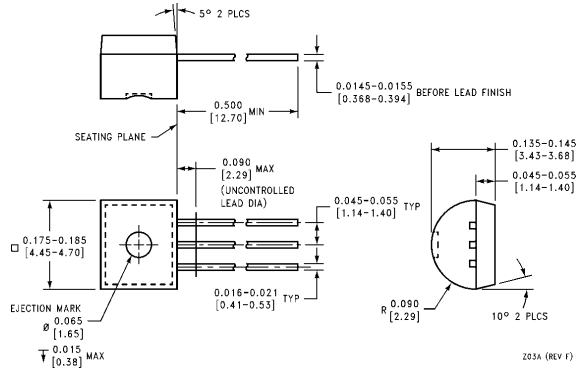 5° 2 PLCS
0.0145-0.0155
[0.368-0.394] BEFORE LEAD FINISH
0.500
[12.70] MIN
SEATING PLANE
0.090
[2.29] MAX
(UNCONTROLLED
LEAD DIA)
0.135-0.145
[3.43-3.68]
0.045-0.055
[1.14-1.40]
0.045-0.055
[1.14-1.40] TYP
□ 0.175-0.185
[4.45-4.70]
0.016-0.021
[0.41-0.53] TYP
EJECTION MARK
Ø 0.065
[1.65]
↧ 0.015
[0.38] MAX
R 0.090
[2.29]
10° 2 PLCS
Z03A (REV F)